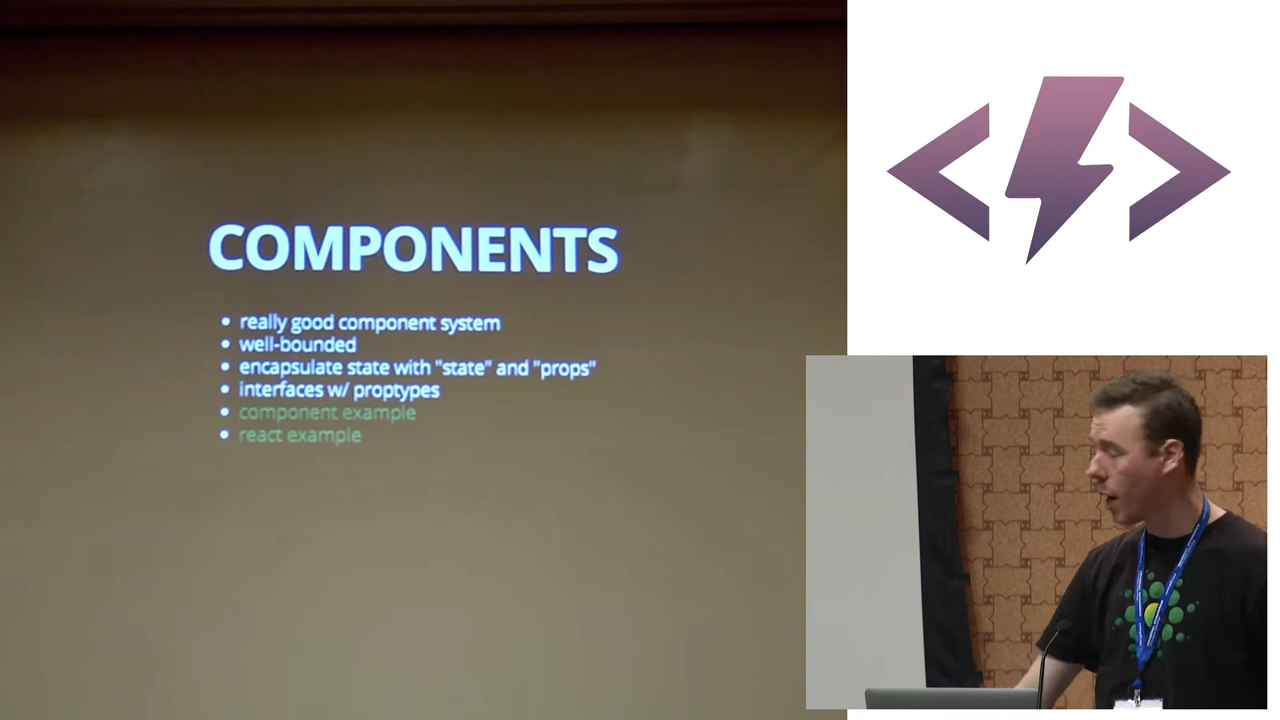 COMPONENTS
really good component system
well-bounded
encapsulate state with "state" and "props"
interfaces w/ proptypes
component example
react example